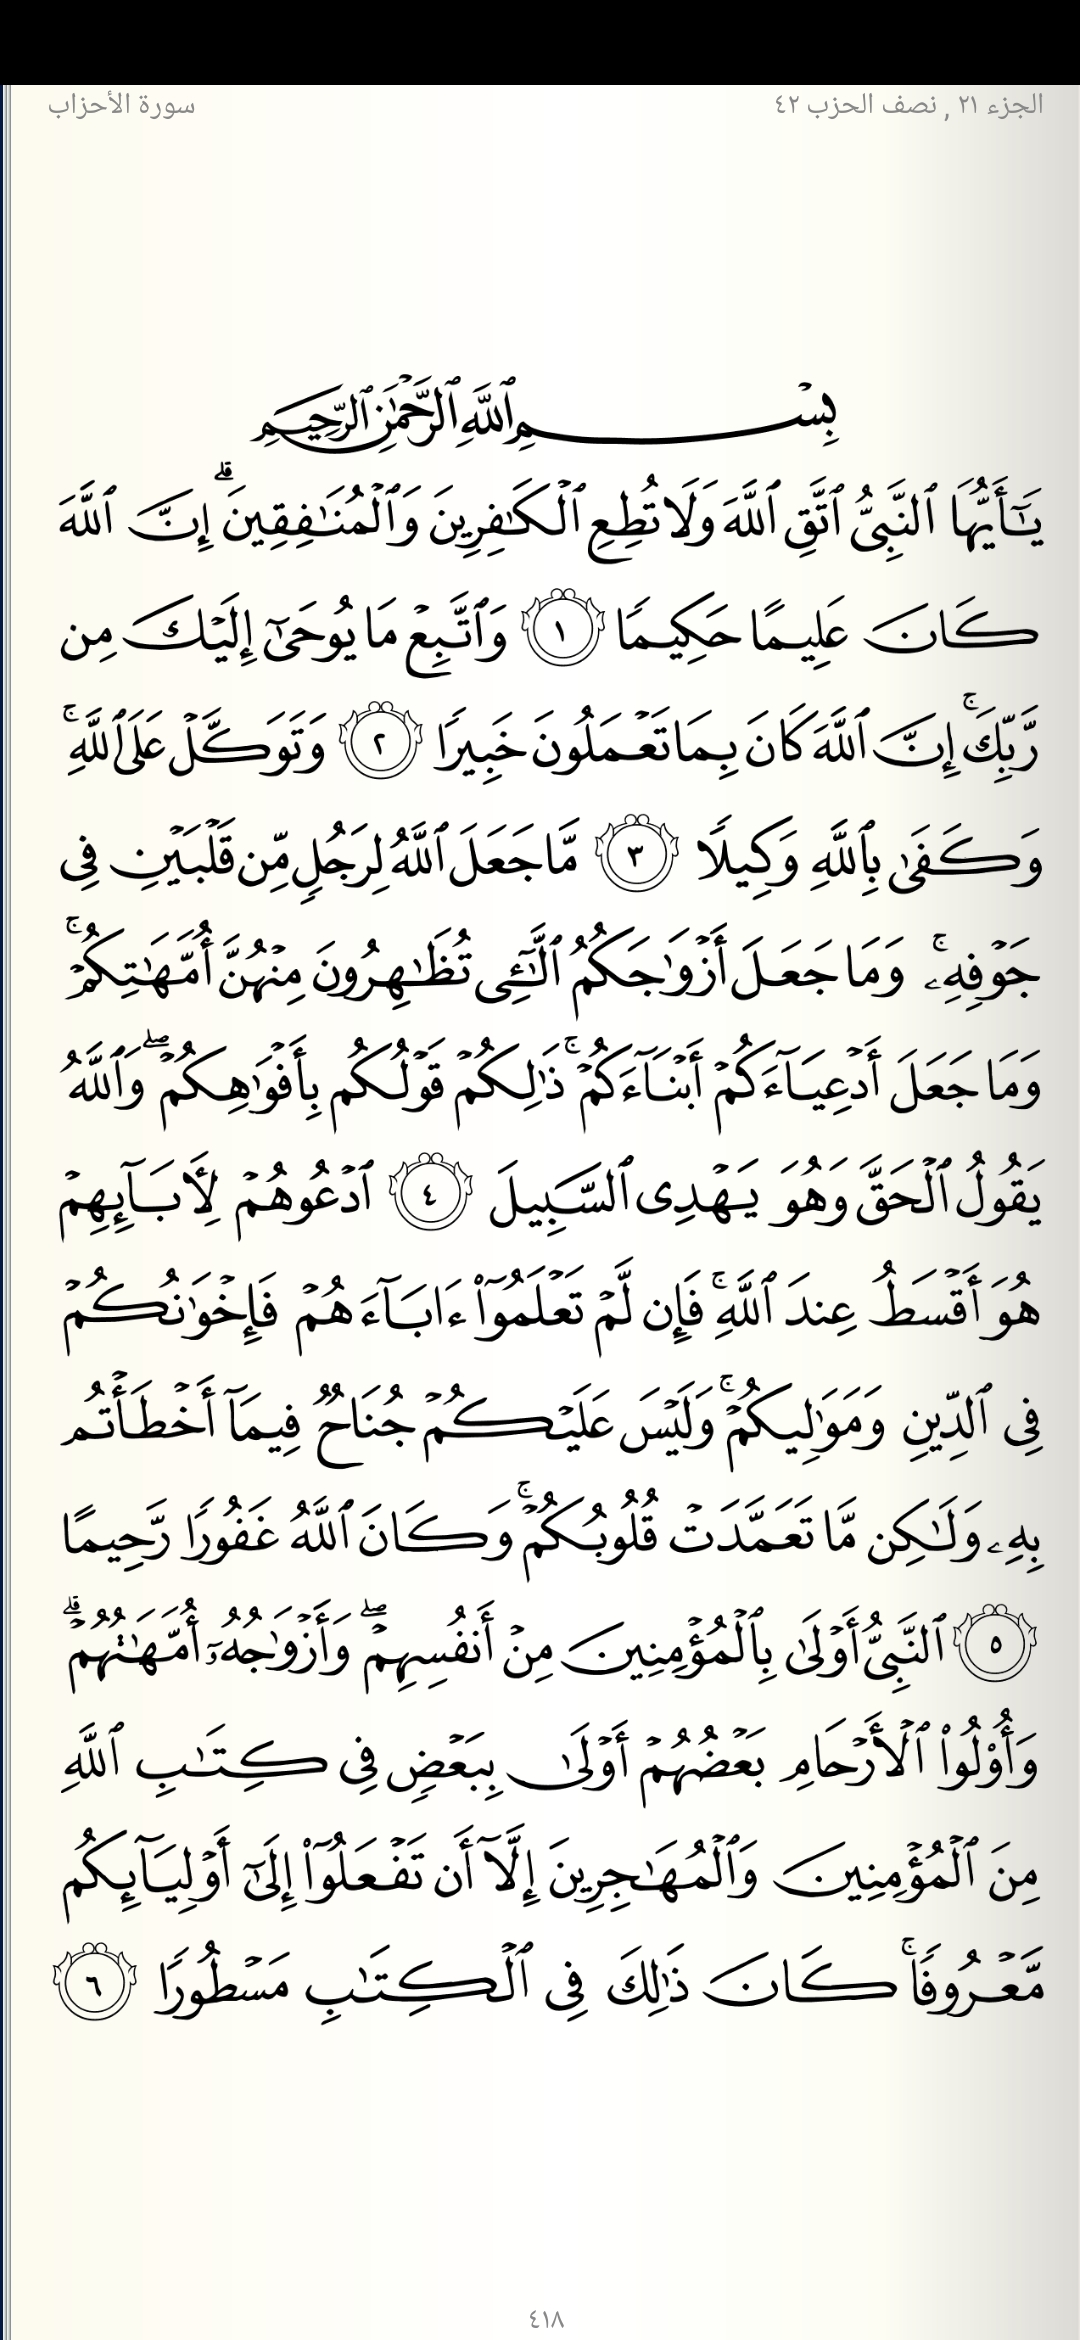 الجزء ٢١ , نصف الحزب ٤٢
سورة الأحزاب
بِسْمِ ٱللَّهِ ٱلرَّحْمَٰنِ ٱلرَّحِيمِ
يَٰٓأَيُّهَا ٱلنَّبِىُّ ٱتَّقِ ٱللَّهَ وَلَا تُطِعِ ٱلْكَٰفِرِينَ وَٱلْمُنَٰفِقِينَ ۗ إِنَّ ٱللَّهَ
كَانَ عَلِيمًا حَكِيمًا ١ وَٱتَّبِعْ مَا يُوحَىٰٓ إِلَيْكَ مِن
رَّبِّكَ ۚ إِنَّ ٱللَّهَ كَانَ بِمَا تَعْمَلُونَ خَبِيرًا ٢ وَتَوَكَّلْ عَلَى ٱللَّهِ ۚ
وَكَفَىٰ بِٱللَّهِ وَكِيلًا ٣ مَّا جَعَلَ ٱللَّهُ لِرَجُلٍ مِّن قَلْبَيْنِ فِى
جَوْفِهِۦ ۚ وَمَا جَعَلَ أَزْوَٰجَكُمُ ٱلَّٰٓـِٔى تُظَٰهِرُونَ مِنْهُنَّ أُمَّهَٰتِكُمْ ۚ
وَمَا جَعَلَ أَدْعِيَآءَكُمْ أَبْنَآءَكُمْ ۚ ذَٰلِكُمْ قَوْلُكُم بِأَفْوَٰهِكُمْ ۖ وَٱللَّهُ
يَقُولُ ٱلْحَقَّ وَهُوَ يَهْدِى ٱلسَّبِيلَ ٤ ٱدْعُوهُمْ لِـَٔابَآئِهِمْ
هُوَ أَقْسَطُ عِندَ ٱللَّهِ ۚ فَإِن لَّمْ تَعْلَمُوٓا۟ ءَابَآءَهُمْ فَإِخْوَٰنُكُمْ
فِى ٱلدِّينِ وَمَوَٰلِيكُمْ ۚ وَلَيْسَ عَلَيْكُمْ جُنَاحٌ فِيمَآ أَخْطَأْتُم
بِهِۦ وَلَٰكِن مَّا تَعَمَّدَتْ قُلُوبُكُمْ ۚ وَكَانَ ٱللَّهُ غَفُورًا رَّحِيمًا
٥ ٱلنَّبِىُّ أَوْلَىٰ بِٱلْمُؤْمِنِينَ مِنْ أَنفُسِهِمْ ۖ وَأَزْوَٰجُهُۥٓ أُمَّهَٰتُهُمْ ۗ
وَأُو۟لُوا۟ ٱلْأَرْحَامِ بَعْضُهُمْ أَوْلَىٰ بِبَعْضٍ فِى كِتَٰبِ ٱللَّهِ
مِنَ ٱلْمُؤْمِنِينَ وَٱلْمُهَٰجِرِينَ إِلَّآ أَن تَفْعَلُوٓا۟ إِلَىٰٓ أَوْلِيَآئِكُم
مَّعْرُوفًا ۚ كَانَ ذَٰلِكَ فِى ٱلْكِتَٰبِ مَسْطُورًا ٦
٤١٨